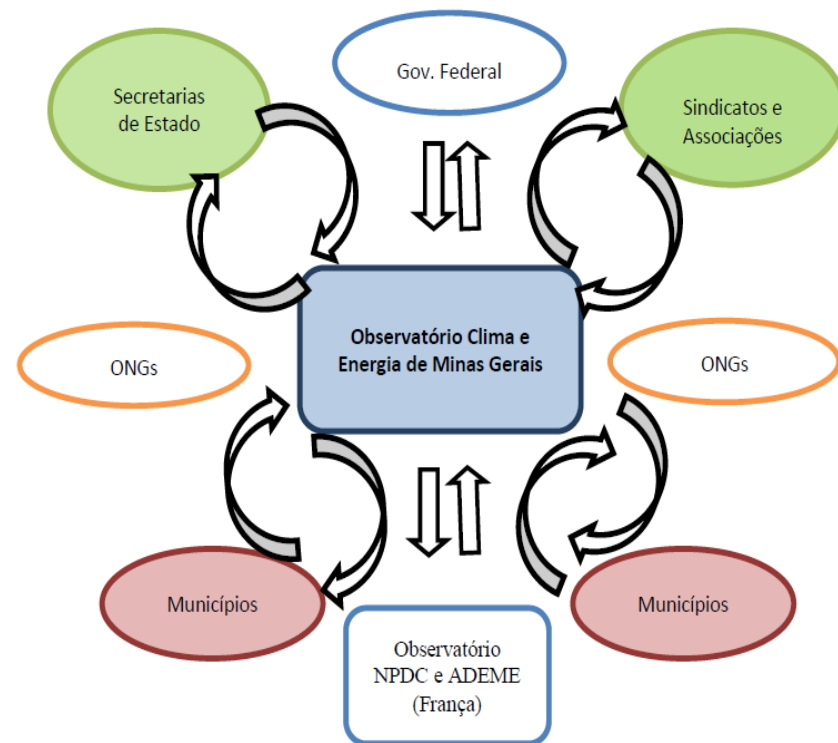 Gov. Federal
Secretarias
de Estado
Sindicatos e
Associações
Observatório Clima e
Energia de Minas Gerais
ONGs
ONGs
Municípios
Municípios
Observatório
NPDC e ADEME
(França)